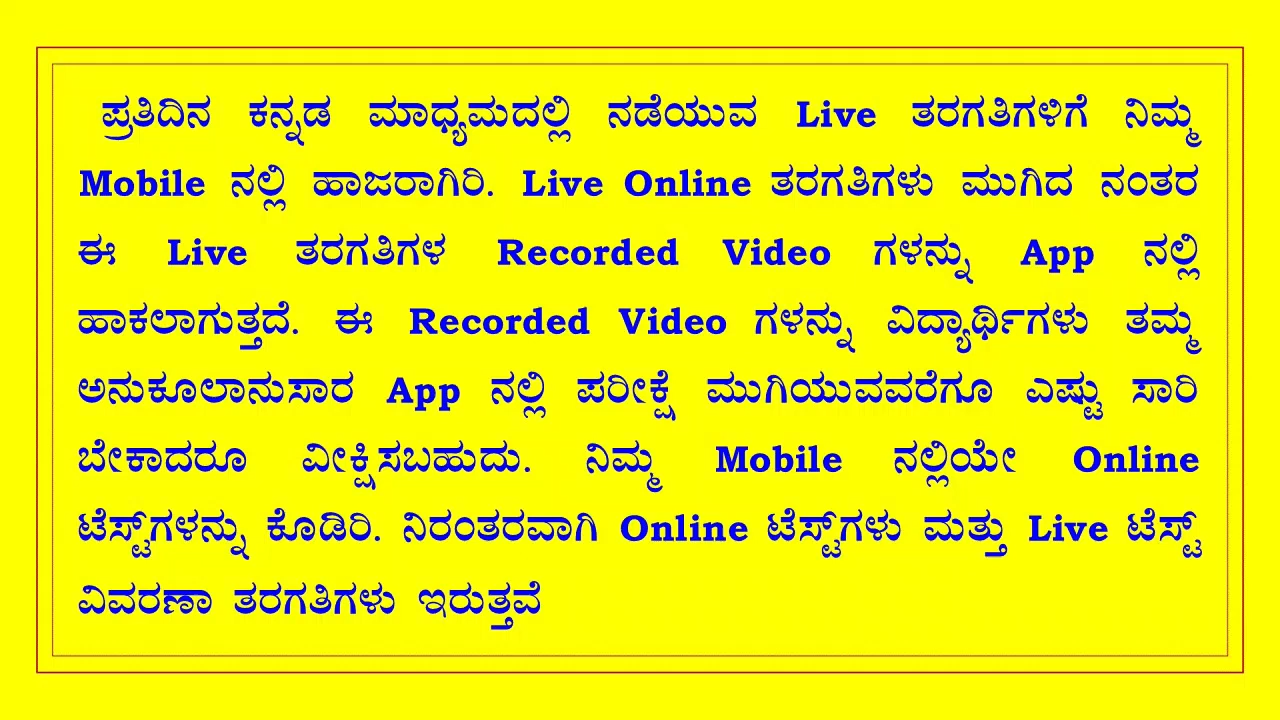 ಪ್ರತಿದಿನ ಕನ್ನಡ ಮಾಧ್ಯಮದಲ್ಲಿ ನಡೆಯುವ Live ತರಗತಿಗಳಿಗೆ ನಿಮ್ಮ
Mobile ನಲ್ಲಿ ಹಾಜರಾಗಿರಿ. Live Online ತರಗತಿಗಳು ಮುಗಿದ ನಂತರ
ಈ Live ತರಗತಿಗಳ Recorded Video ಗಳನ್ನು App ನಲ್ಲಿ
ಹಾಕಲಾಗುತ್ತದೆ. ಈ Recorded Video ಗಳನ್ನು ವಿದ್ಯಾರ್ಥಿಗಳು ತಮ್ಮ
ಅನುಕೂಲಾನುಸಾರ App ನಲ್ಲಿ ಪರೀಕ್ಷೆ ಮುಗಿಯುವವರೆಗೂ ಎಷ್ಟು ಸಾರಿ
ಬೇಕಾದರೂ ವೀಕ್ಷಿಸಬಹುದು. ನಿಮ್ಮ Mobile ನಲ್ಲಿಯೇ Online
ಟೆಸ್ಟ್‌ಗಳನ್ನು ಕೊಡಿರಿ. ನಿರಂತರವಾಗಿ Online ಟೆಸ್ಟ್‌ಗಳು ಮತ್ತು Live ಟೆಸ್ಟ್
ವಿವರಣಾ ತರಗತಿಗಳು ಇರುತ್ತವೆ